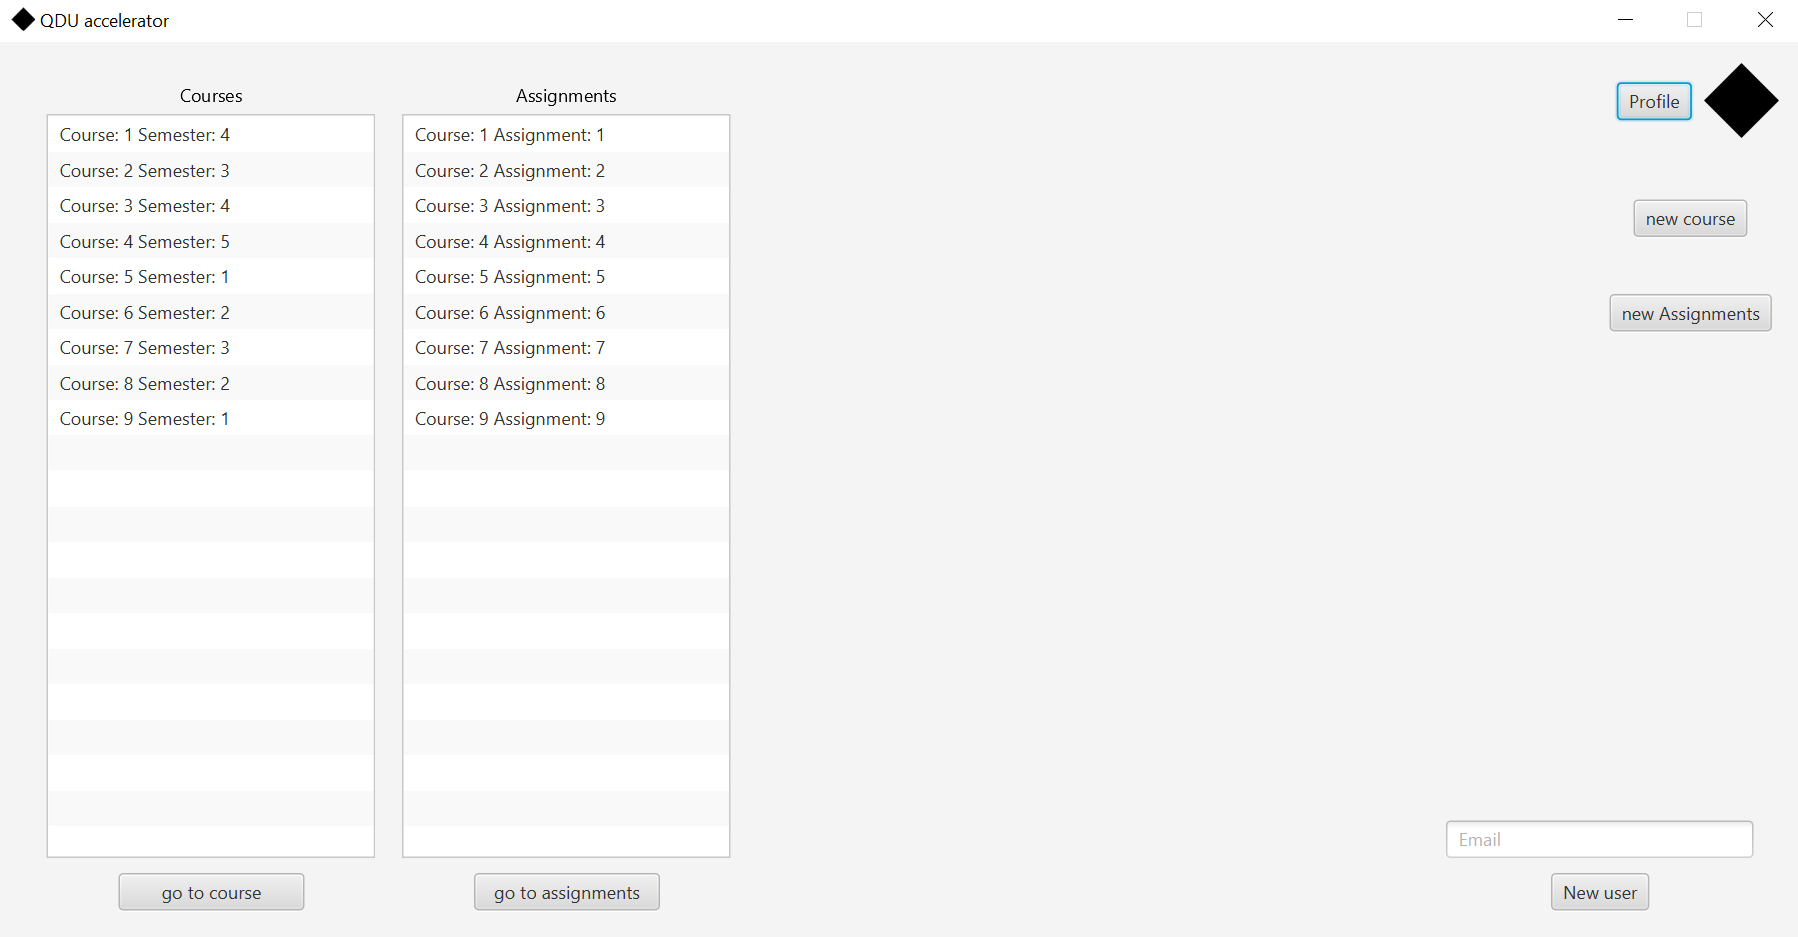 QDU accelerator
Courses
Course: 1 Semester: 4
Course: 2 Semester: 3
Course: 3 Semester: 4
Course: 4 Semester: 5
Course: 5 Semester: 1
Course: 6 Semester: 2
Course: 7 Semester: 3
Course: 8 Semester: 2
Course: 9 Semester: 1
go to course
Assignments
Course: 1 Assignment: 1
Course: 2 Assignment: 2
Course: 3 Assignment: 3
Course: 4 Assignment: 4
Course: 5 Assignment: 5
Course: 6 Assignment: 6
Course: 7 Assignment: 7
Course: 8 Assignment: 8
Course: 9 Assignment: 9
go to assignments
Profile
new course
new Assignments
Email
New user